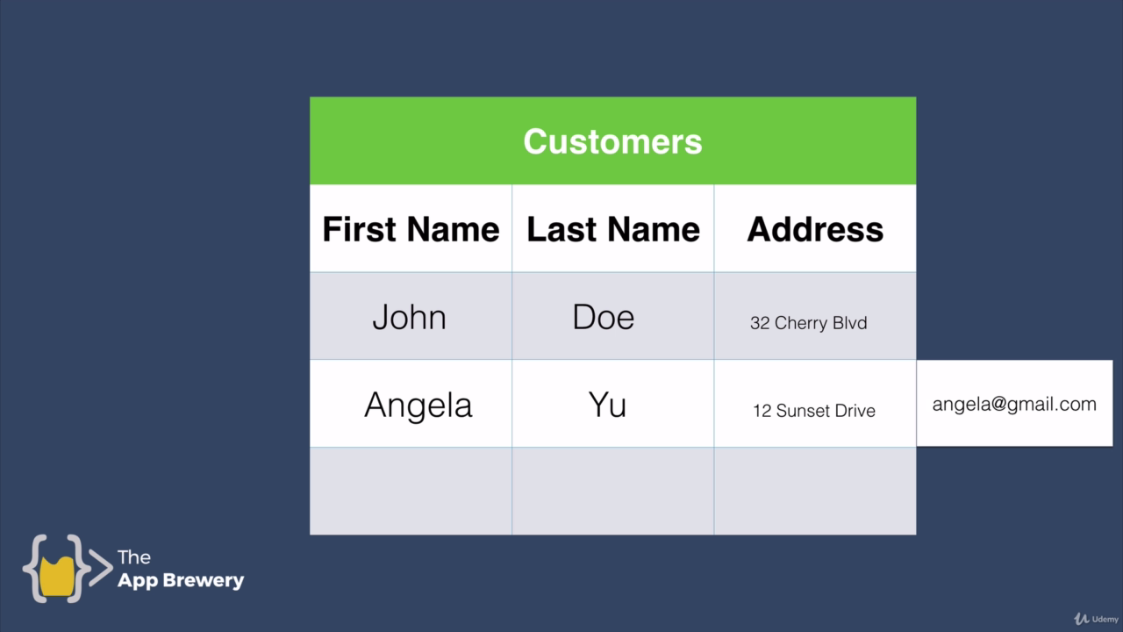 Customers
First Name Last Name Address
John Doe 32 Cherry Blvd
Angela Yu 12 Sunset Drive angela@gmail.com
The
App Brewery
Udemy